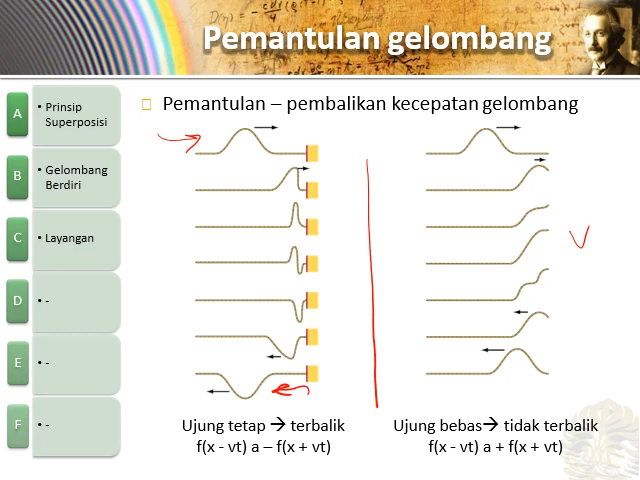 Pemantulan gelombang
A
• Prinsip
Superposisi
B
• Gelombang
Berdiri
C
• Layangan
D
• -
E
• -
F
• -
Pemantulan – pembalikan kecepatan gelombang
Ujung tetap → terbalik
f(x - vt) a – f(x + vt)
Ujung bebas→ tidak terbalik
f(x - vt) a + f(x + vt)